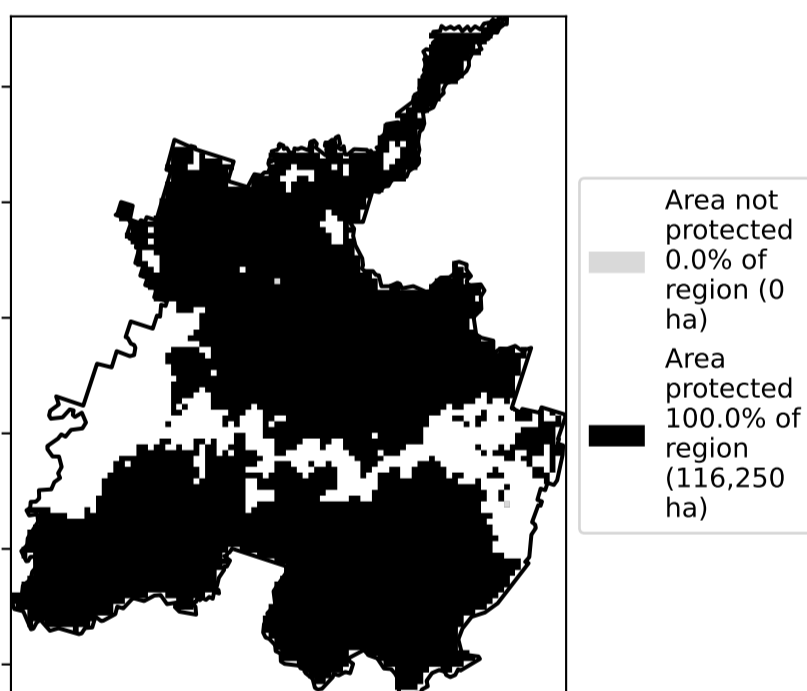 Area not
protected
0.0% of
region (0
ha)
Area
protected
100.0% of
region
(116,250
ha)